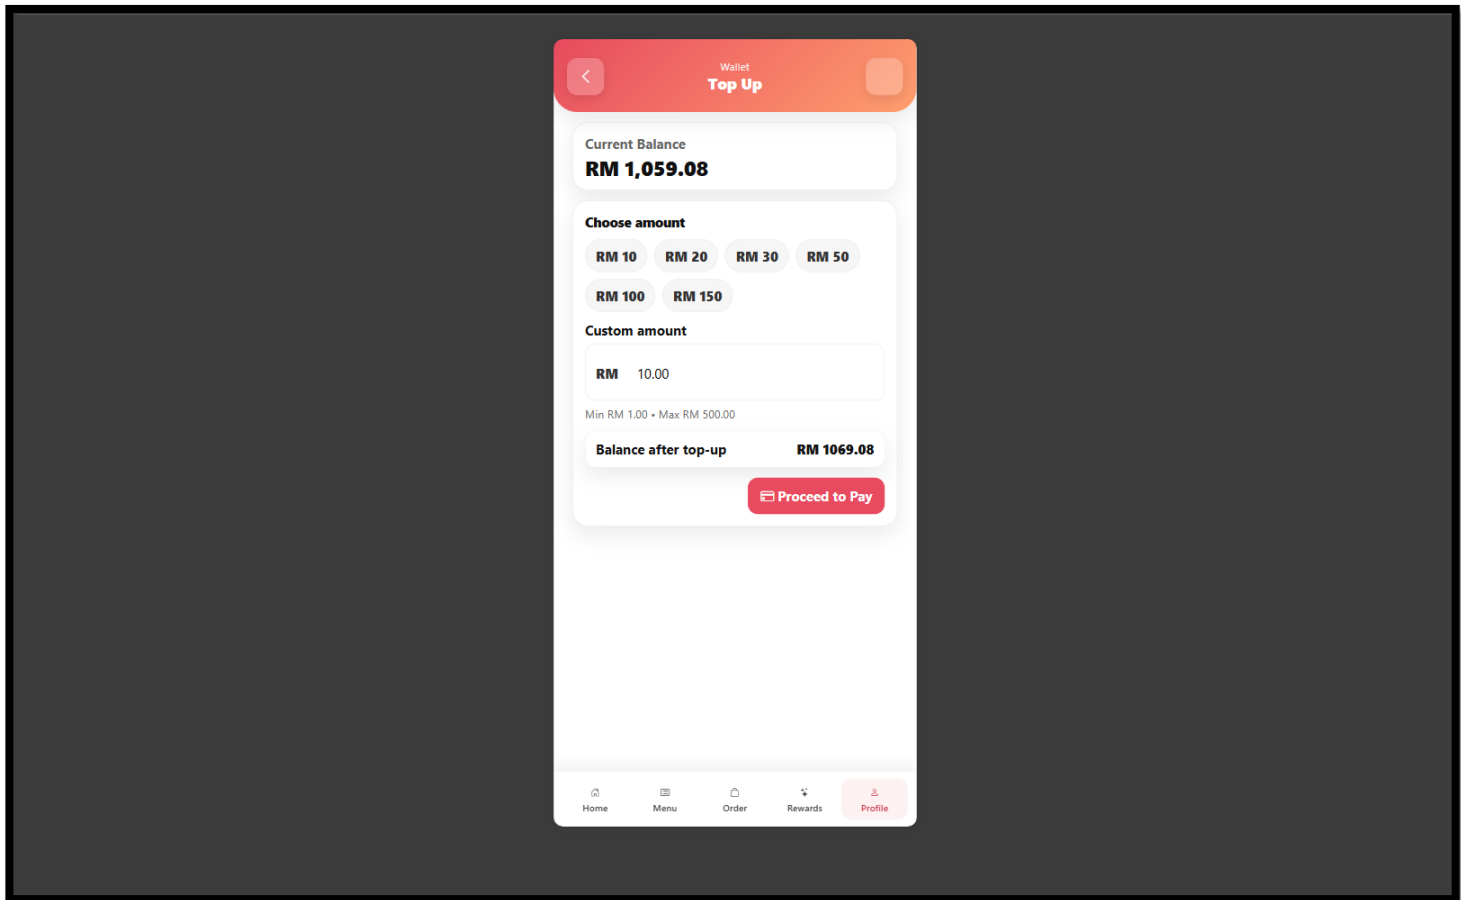 Wallet
Top Up
Current Balance
RM 1,059.08
Choose amount
RM 10 RM 20 RM 30 RM 50
RM 100 RM 150
Custom amount
RM 10.00
Min RM 1.00 • Max RM 500.00
Balance after top-up RM 1069.08
Proceed to Pay
Home Menu Order Rewards Profile